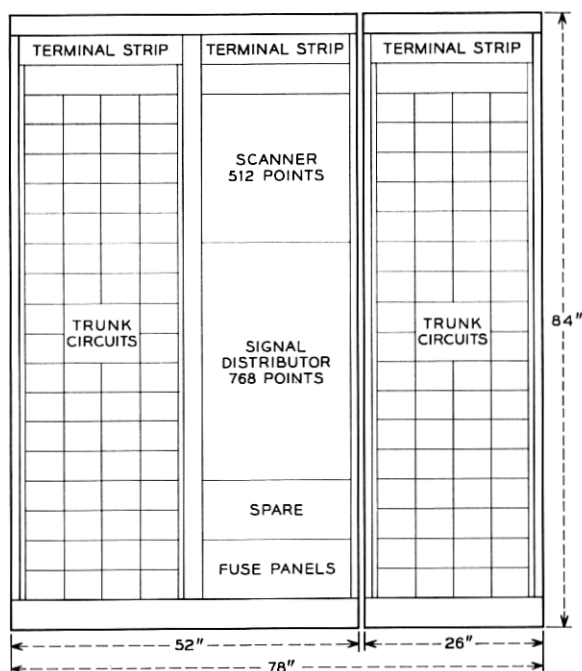 TERMINAL STRIP
TERMINAL STRIP
TERMINAL STRIP
SCANNER
512 POINTS
TRUNK
CIRCUITS
SIGNAL
DISTRIBUTOR
768 POINTS
TRUNK
CIRCUITS
84"
SPARE
FUSE PANELS
52"
26"
78"